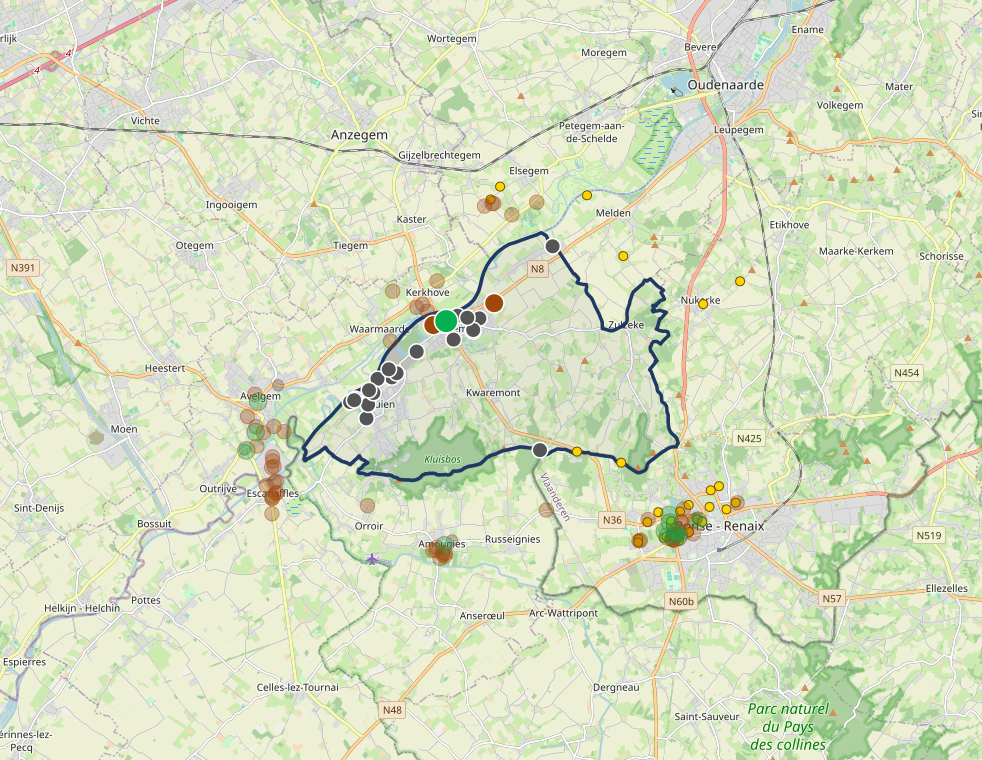 Wortegem
Ename
Bevere
Moregem
4
4
Oudenaarde
Mater
Volkegem
Vichte
Petegem-aan-
de-Schelde
Leupegem
Anzegem
Gijzelbrechtegem
Elsegem
Ingooigem
Kaster
Melden
Etikhove
Otegem
Tiegem
Maarke-Kerkem
Schorisse
N391
N8
Kerkhove
Nukerke
Waarmaarde
Zulzeke
Heestert
N454
Kwaremont
Avelgem
Moen
N425
Kluisbos
Outrijve
Escanaffles
Vlaanderen
Sint-Denijs
Bossuit
Orroir
N36
- Renaix
N519
Amougies
Russeignies
Ellezelles
Pottes
Helkijn - Helchin
N60b
N57
Anserœul
Arc-Wattripont
Espierres
Celles-lez-Tournai
Dergneau
N48
Saint-Sauveur
Parc naturel
du Pays
des collines
Pecq